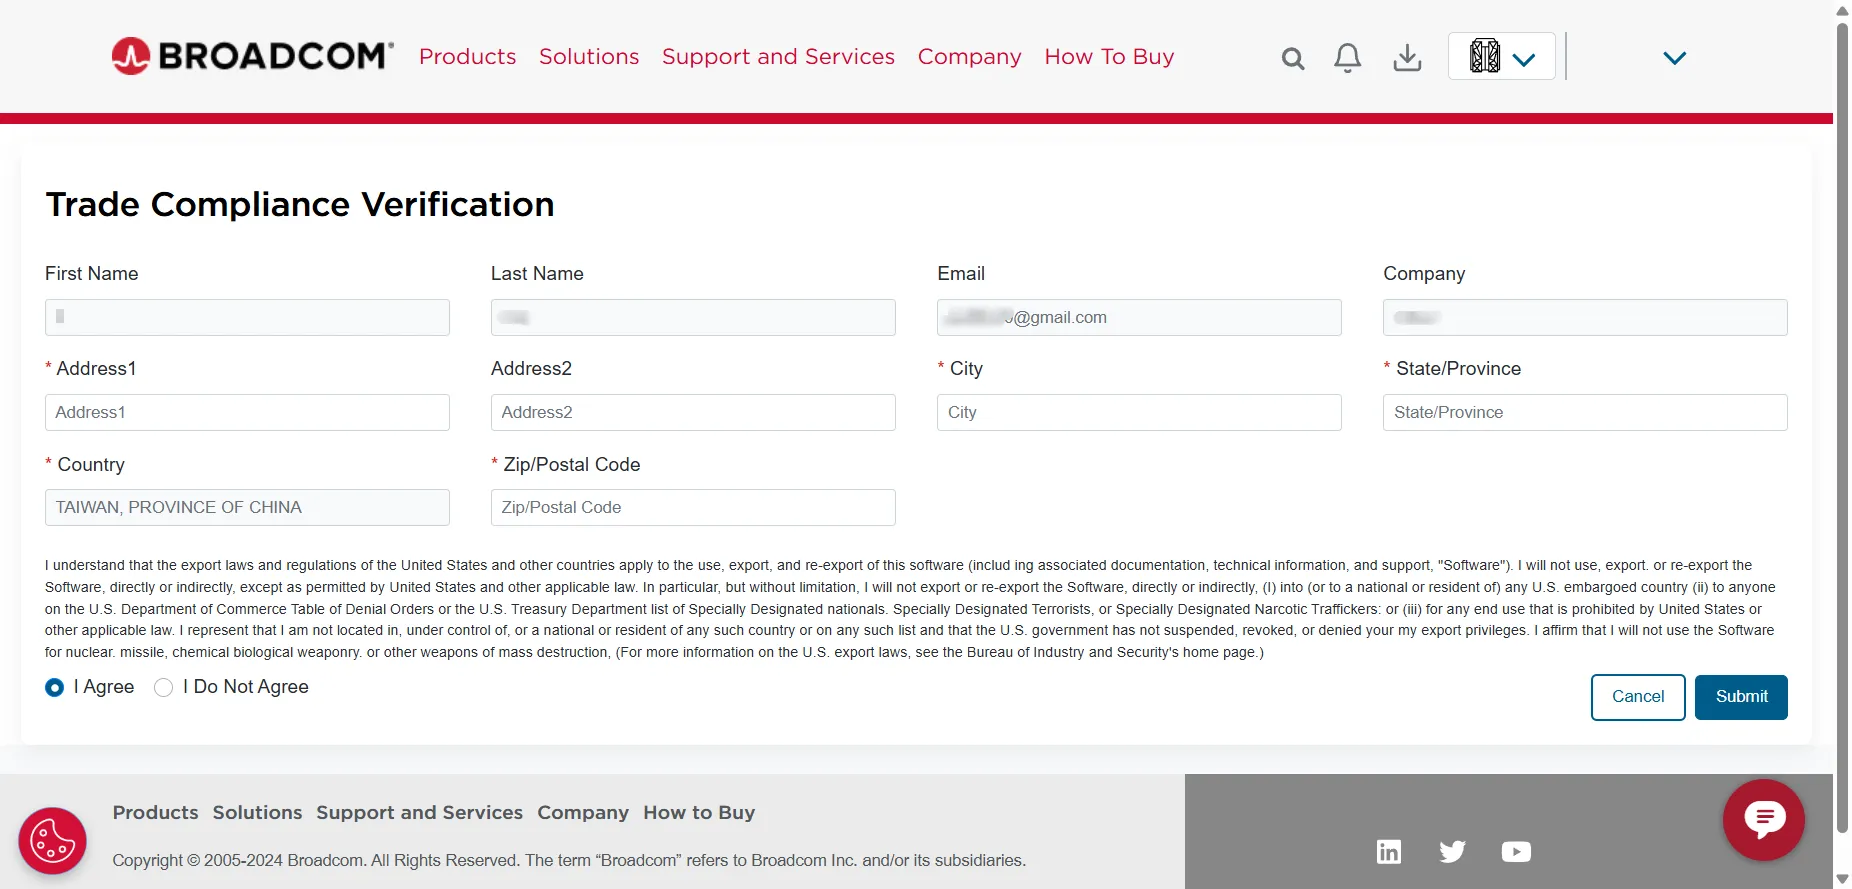 BROADCOM®
Products Solutions Support and Services Company How To Buy
Trade Compliance Verification
First Name Last Name Email Company
@gmail.com
* Address1 Address2 * City * State/Province
Address1 Address2 City State/Province
* Country * Zip/Postal Code
TAIWAN, PROVINCE OF CHINA Zip/Postal Code
I understand that the export laws and regulations of the United States and other countries apply to the use, export, and re-export of this software (includ ing associated documentation, technical information, and support, "Software"). I will not use, export. or re-export the
Software, directly or indirectly, except as permitted by United States and other applicable law. In particular, but without limitation, I will not export or re-export the Software, directly or indirectly, (I) into (or to a national or resident of) any U.S. embargoed country (ii) to anyone
on the U.S. Department of Commerce Table of Denial Orders or the U.S. Treasury Department list of Specially Designated nationals. Specially Designated Terrorists, or Specially Designated Narcotic Traffickers: or (iii) for any end use that is prohibited by United States or
other applicable law. I represent that I am not located in, under control of, or a national or resident of any such country or on any such list and that the U.S. government has not suspended, revoked, or denied your my export privileges. I affirm that I will not use the Software
for nuclear. missile, chemical biological weaponry. or other weapons of mass destruction, (For more information on the U.S. export laws, see the Bureau of Industry and Security's home page.)
I Agree I Do Not Agree
Cancel Submit
Products Solutions Support and Services Company How to Buy
Copyright © 2005-2024 Broadcom. All Rights Reserved. The term “Broadcom” refers to Broadcom Inc. and/or its subsidiaries.